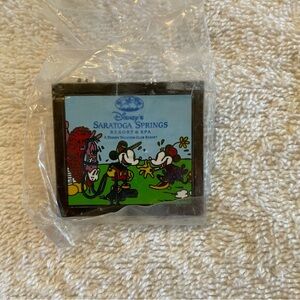 Disney's
SARATOGA SPRINGS
RESORT & SPA
A DISNEY VACATION CLUB RESORT